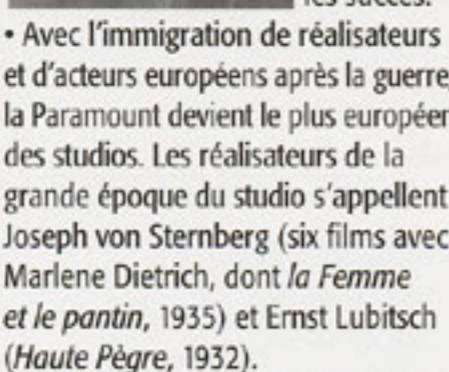 les succès.
• Avec l'immigration de réalisateurs
et d'acteurs européens après la guerre
la Paramount devient le plus européen
des studios. Les réalisateurs de la
grande époque du studio s'appellent
Joseph von Sternberg (six films avec
Marlene Dietrich, dont la Femme
et le pantin, 1935) et Ernst Lubitsch
(Haute Pègre, 1932).